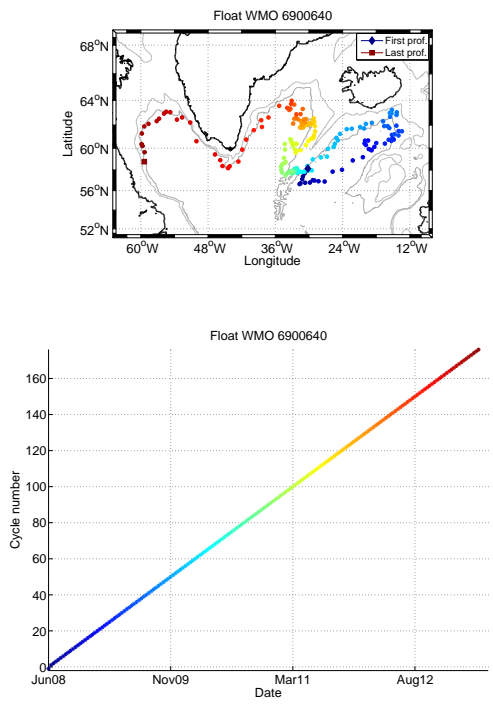 Float WMO 6900640
First prof.
Last prof.
68°N
64°N
60°N
56°N
52°N
Latitude
60°W 48°W 36°W 24°W 12°W
Longitude
Float WMO 6900640
160
140
120
100
80
60
40
20
0
Cycle number
Jun08 Nov09 Mar11 Aug12
Date